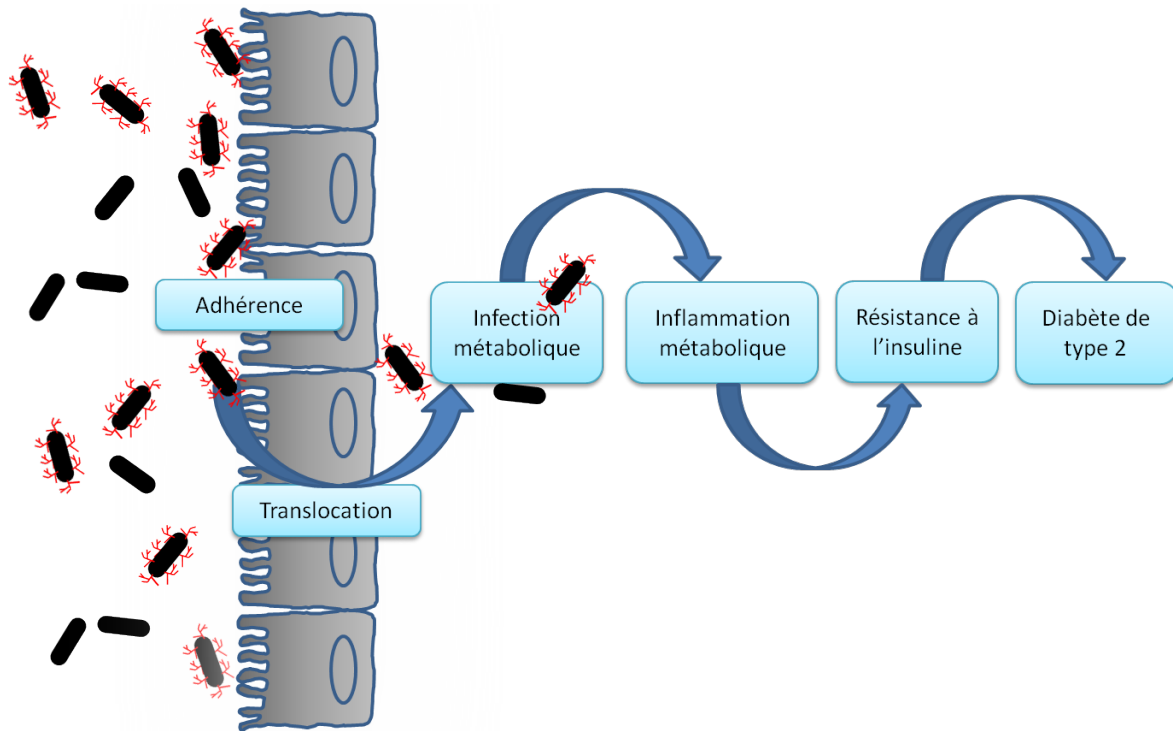 Adhérence
Translocation
Infection
métabolique
Inflammation
métabolique
Résistance à
l'insuline
Diabète de
type 2